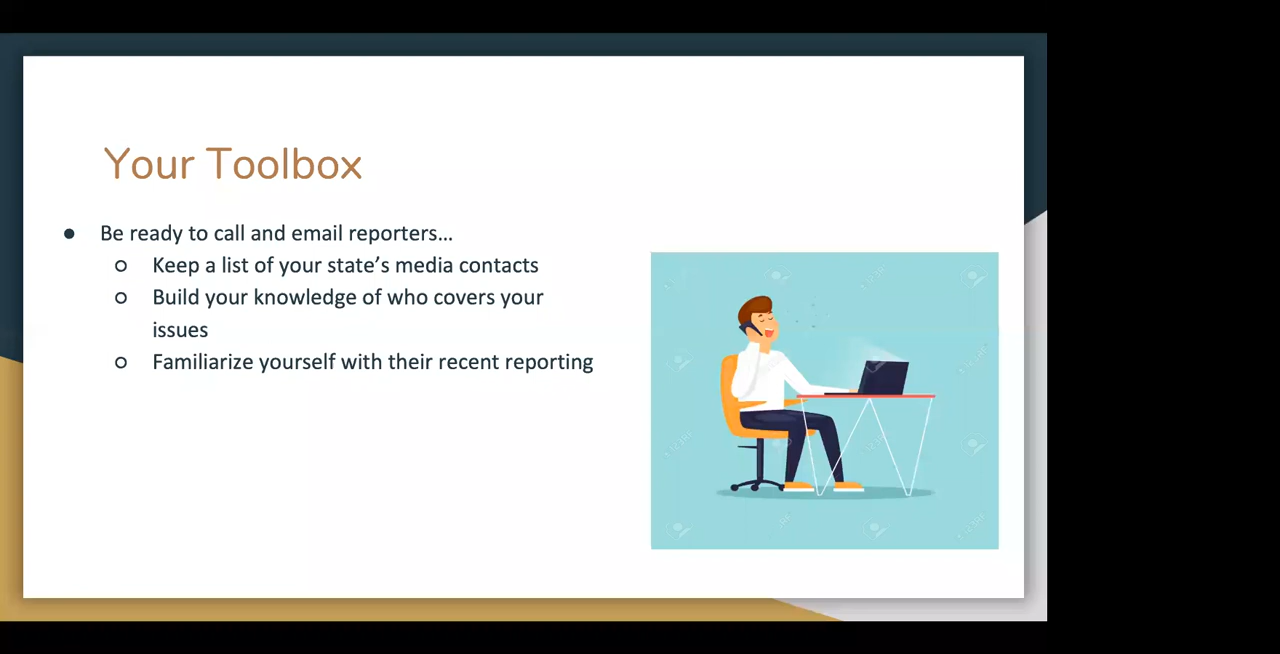 Your Toolbox
● Be ready to call and email reporters…
○ Keep a list of your state’s media contacts
○ Build your knowledge of who covers your
issues
○ Familiarize yourself with their recent reporting